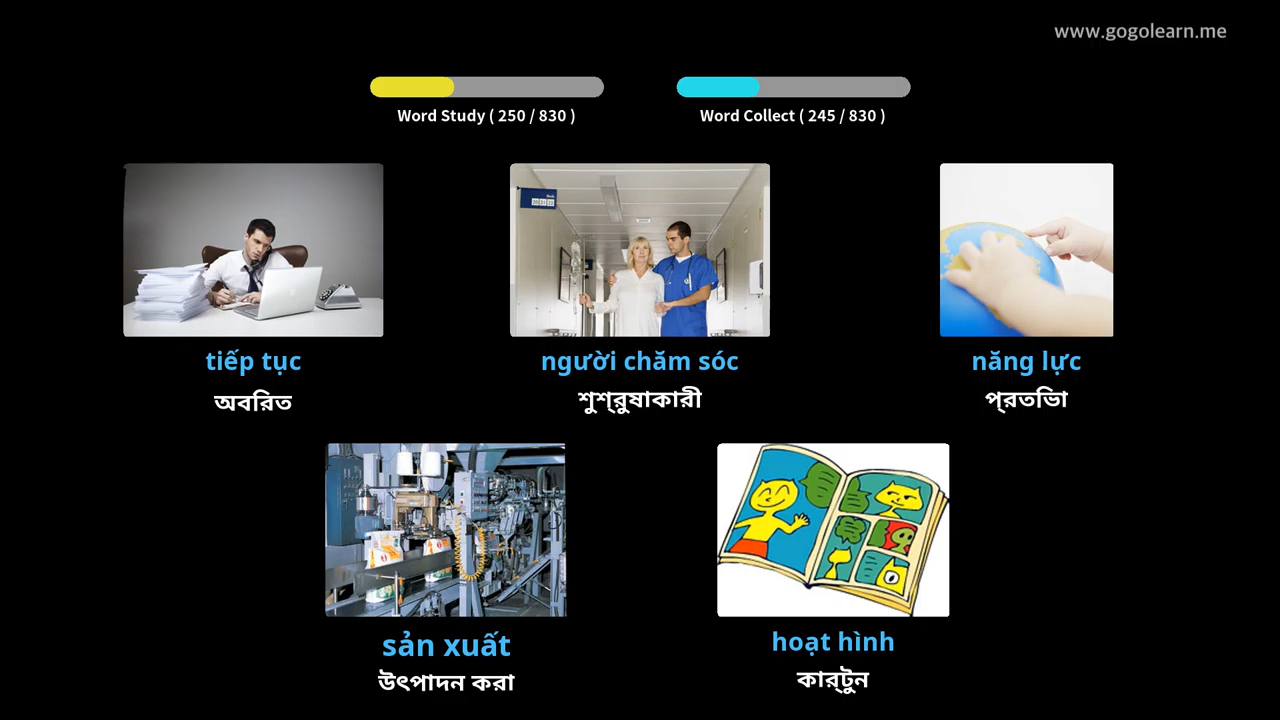 www.gogolearn.me
Word Study ( 250 / 830 )
Word Collect ( 245 / 830 )
tiếp tục
অবিরত
người chăm sóc
শুশ্রুষাকারী
năng lực
প্রতিভা
sản xuất
উৎপাদন করা
hoạt hình
কার্টুন